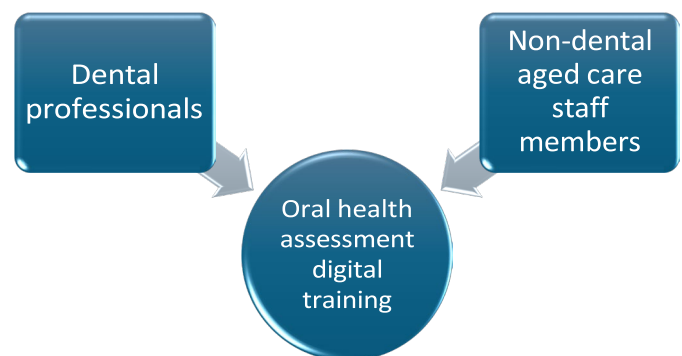 Dental
professionals
Non-dental
aged care
staff
members
Oral health
assessment
digital
training